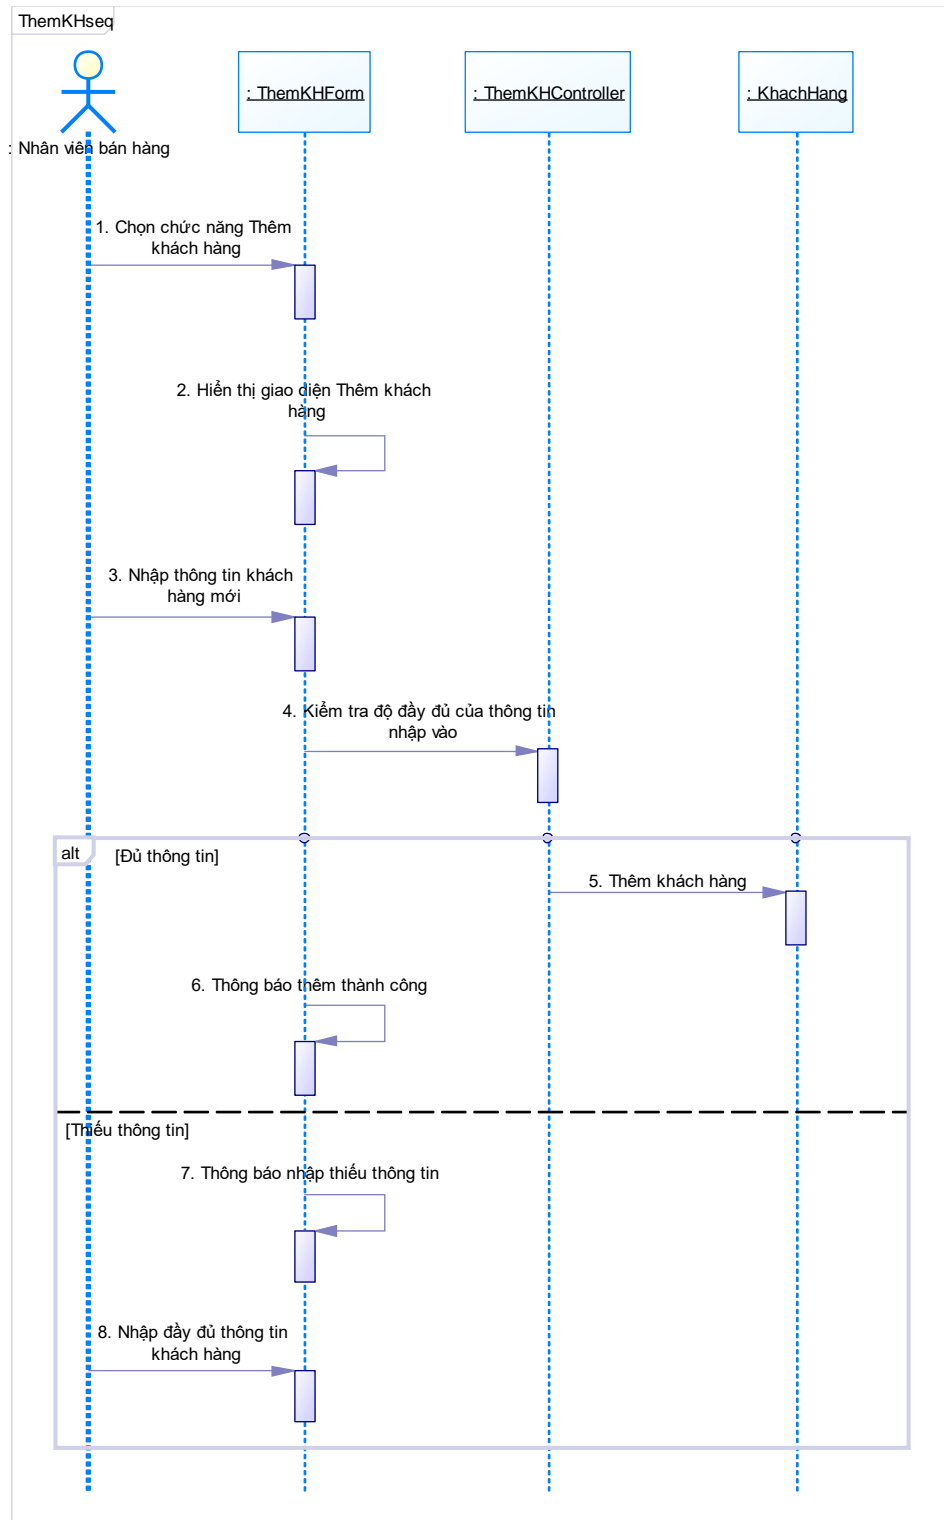 ThemKHseq
: ThemKHForm
: ThemKHController
: KhachHang
: Nhân viên bán hàng
1. Chọn chức năng Thêm
khách hàng
2. Hiển thị giao diện Thêm khách
hàng
3. Nhập thông tin khách
hàng mới
4. Kiểm tra độ đầy đủ của thông tin
nhập vào
alt
[Đủ thông tin]
5. Thêm khách hàng
6. Thông báo thêm thành công
[Thiếu thông tin]
7. Thông báo nhập thiếu thông tin
8. Nhập đầy đủ thông tin
khách hàng